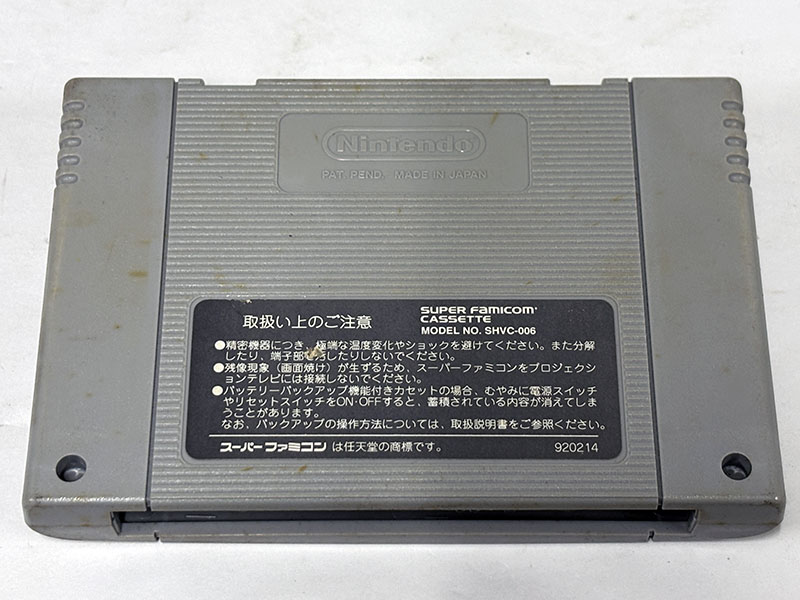 Nintendo
PAT. PEND. MADE IN JAPAN
取扱い上のご注意
SUPER FAMICOM
CASSETTE
MODEL NO. SHVC-006
●精密機器につき、極端な温度変化やショックを避けてください。また分解
したり、端子部を したりしないでください。
●残像現象（画面焼け）が生ずるため、スーパーファミコンをプロジェクシ
ョンテレビには接続しないでください。
●バッテリーバックアップ機能付きカセットの場合、むやみに電源スイッチ
やリセットスイッチをON・OFFすると、蓄積されている内容が消えてしま
うことがあります。
なお、バックアップの操作方法については、取扱説明書をご参照ください。
スーパーファミコン は任天堂の商標です。
920214